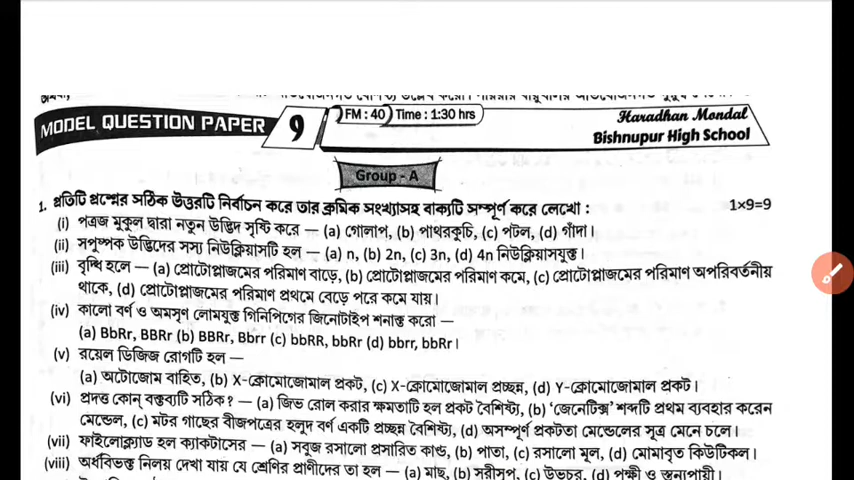 MODEL QUESTION PAPER 9 FM : 40 Time : 1:30 hrs Haradhan Mondal
Bishnupur High School
Group - A
1. প্রতিটি প্রশ্নের সঠিক উত্তরটি নির্বাচন করে তার ক্রমিক সংখ্যাসহ বাক্যটি সম্পূর্ণ করে লেখো : 1×9=9
(i) পত্রজ মুকুল দ্বারা নতুন উদ্ভিদ সৃষ্টি করে — (a) গোলাপ, (b) পাথরকুচি, (c) পটল, (d) গাঁদা।
(ii) সপুষ্পক উদ্ভিদের সস্য নিউক্লিয়াসটি হল — (a) n, (b) 2n, (c) 3n, (d) 4n নিউক্লিয়াসযুক্ত।
(iii) বৃদ্ধি হলে — (a) প্রোটোপ্লাজমের পরিমাণ বাড়ে, (b) প্রোটোপ্লাজমের পরিমাণ কমে, (c) প্রোটোপ্লাজমের পরিমাণ অপরিবর্তনীয়
থাকে, (d) প্রোটোপ্লাজমের পরিমাণ প্রথমে বেড়ে পরে কমে যায়।
(iv) কালো বর্ণ ও অমসৃণ লোমযুক্ত গিনিপিগের জিনোটাইপ শনাক্ত করো —
(a) BbRr, BBRr (b) BBRr, Bbrr (c) bbRR, bbRr (d) bbrr, bbRr।
(v) রয়েল ডিজিজ রোগটি হল —
(a) অটোজোম বাহিত, (b) X-ক্রোমোজোমাল প্রকট, (c) X-ক্রোমোজোমাল প্রচ্ছন্ন, (d) Y-ক্রোমোজোমাল প্রকট।
(vi) প্রদত্ত কোন্ বক্তব্যটি সঠিক? — (a) জিভ রোল করার ক্ষমতাটি হল প্রকট বৈশিষ্ট্য, (b) ‘জেনেটিক্স’ শব্দটি প্রথম ব্যবহার করেন
মেন্ডেল, (c) মটর গাছের বীজপত্রের হলুদ বর্ণ একটি প্রচ্ছন্ন বৈশিষ্ট্য, (d) অসম্পূর্ণ প্রকটতা মেন্ডেলের সূত্র মেনে চলে।
(vii) ফাইলোক্ল্যাড হল ক্যাকটাসের — (a) সবুজ রসালো প্রসারিত কাণ্ড, (b) পাতা, (c) রসালো মূল, (d) মোমাবৃত কিউটিকল।
(viii) অর্ধবিভক্ত নিলয় দেখা যায় যে শ্রেণির প্রাণীদের তা হল — (a) মাছ, (b) সরীসৃপ, (c) উভচর, (d) পক্ষী ও স্তন্যপায়ী।